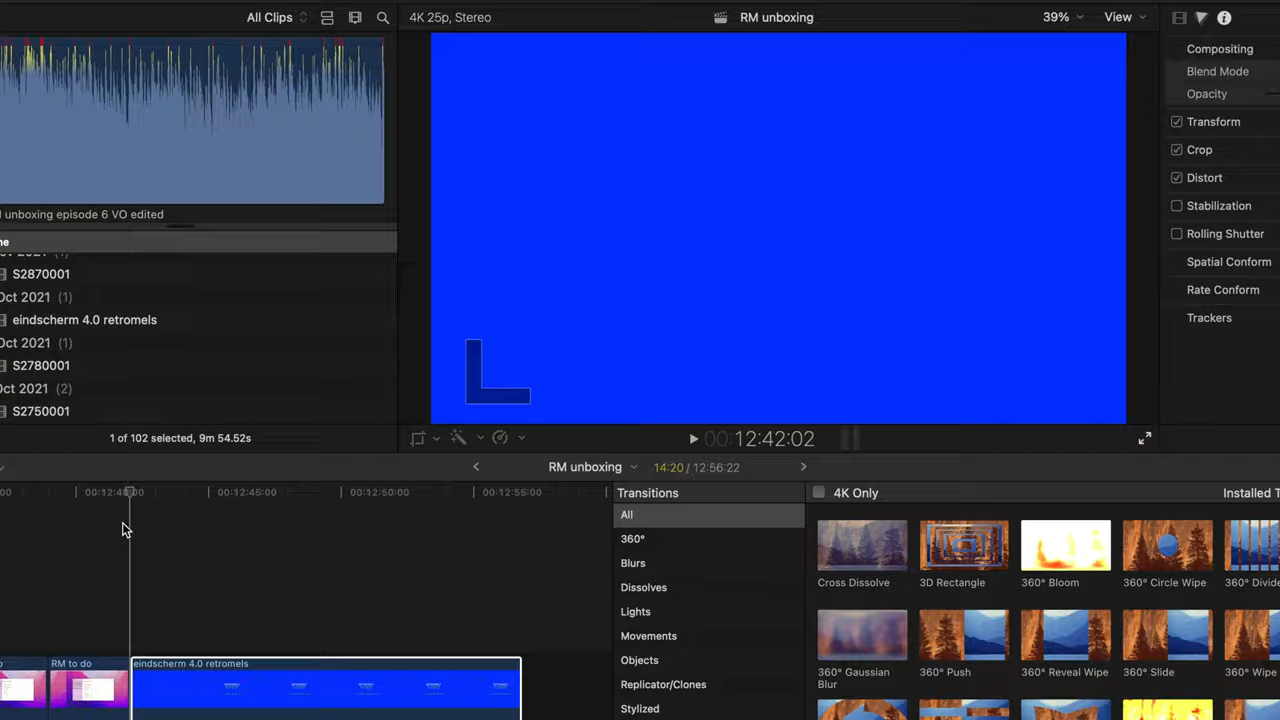 All Clips
4K 25p, Stereo
RM unboxing
39%
View
unboxing episode 6 VO edited
S2870001
Oct 2021 (1)
eindscherm 4.0 retromels
Oct 2021 (1)
S2780001
Oct 2021 (2)
S2750001
1 of 102 selected, 9m 54.52s
00:12:42:02
Compositing
Blend Mode
Opacity
Transform
Crop
Distort
Stabilization
Rolling Shutter
Spatial Conform
Rate Conform
Trackers
RM unboxing
14:20 / 12:56:22
00:12:40:00
00:12:45:00
00:12:50:00
00:12:55:00
RM to do
eindscherm 4.0 retromels
Transitions
All
360°
Blurs
Dissolves
Lights
Movements
Objects
Replicator/Clones
Stylized
4K Only
Installed T
Cross Dissolve
3D Rectangle
360° Bloom
360° Circle Wipe
360° Divide
360° Gaussian
Blur
360° Push
360° Reveal Wipe
360° Slide
360° Wipe